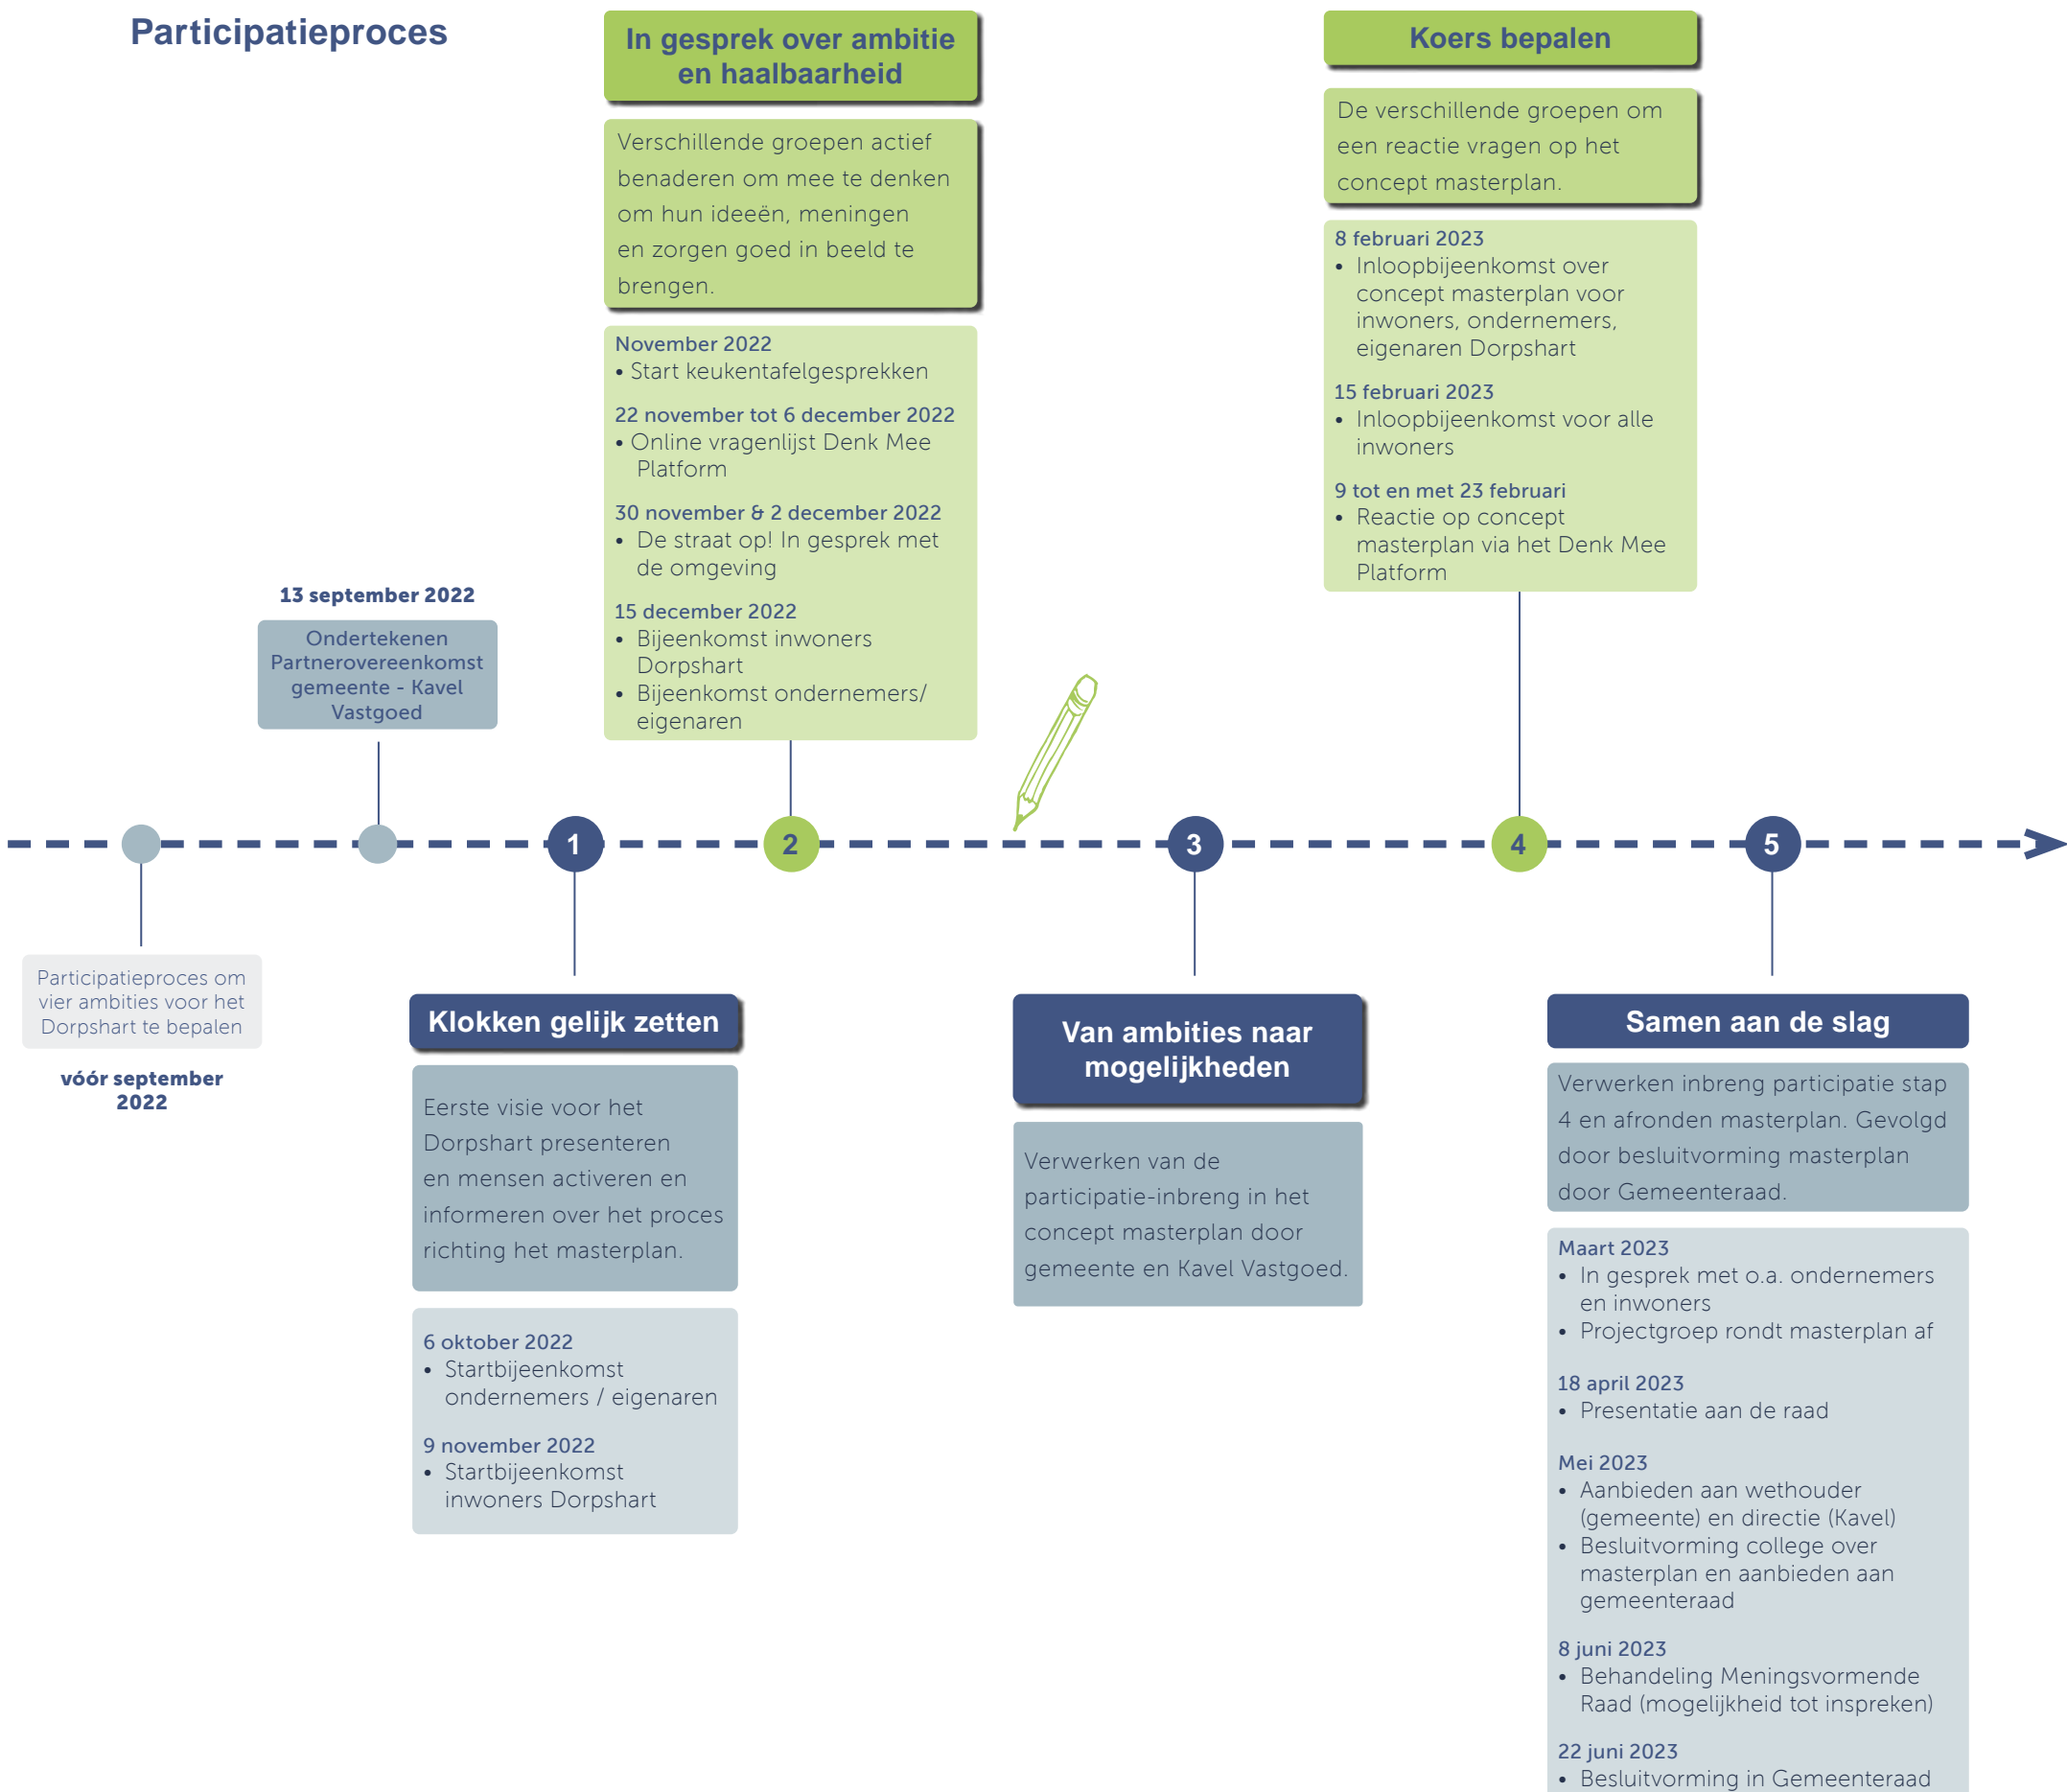 Participatieproces
In gesprek over ambitie
en haalbaarheid
Verschillende groepen actief
benaderen om mee te denken
om hun ideeën, meningen
en zorgen goed in beeld te
brengen.
November 2022
• Start keukentafelgesprekken
22 november tot 6 december 2022
• Online vragenlijst Denk Mee
Platform
30 november & 2 december 2022
• De straat op! In gesprek met
de omgeving
15 december 2022
• Bijeenkomst inwoners
Dorpshart
• Bijeenkomst ondernemers/
eigenaren
Koers bepalen
De verschillende groepen om
een reactie vragen op het
concept masterplan.
8 februari 2023
• Inloopbijeenkomst over
concept masterplan voor
inwoners, ondernemers,
eigenaren Dorpshart
15 februari 2023
• Inloopbijeenkomst voor alle
inwoners
9 tot en met 23 februari
• Reactie op concept
masterplan via het Denk Mee
Platform
13 september 2022
Ondertekenen
Partnerovereenkomst
gemeente - Kavel
Vastgoed
1
2
3
4
5
Participatieproces om
vier ambities voor het
Dorpshart te bepalen
vóór september
2022
Klokken gelijk zetten
Eerste visie voor het
Dorpshart presenteren
en mensen activeren en
informeren over het proces
richting het masterplan.
6 oktober 2022
• Startbijeenkomst
ondernemers / eigenaren
9 november 2022
• Startbijeenkomst
inwoners Dorpshart
Van ambities naar
mogelijkheden
Verwerken van de
participatie-inbreng in het
concept masterplan door
gemeente en Kavel Vastgoed.
Samen aan de slag
Verwerken inbreng participatie stap
4 en afronden masterplan. Gevolgd
door besluitvorming masterplan
door Gemeenteraad.
Maart 2023
• In gesprek met o.a. ondernemers
en inwoners
• Projectgroep rondt masterplan af
18 april 2023
• Presentatie aan de raad
Mei 2023
• Aanbieden aan wethouder
(gemeente) en directie (Kavel)
• Besluitvorming college over
masterplan en aanbieden aan
gemeenteraad
8 juni 2023
• Behandeling Meningsvormende
Raad (mogelijkheid tot inspreken)
22 juni 2023
• Besluitvorming in Gemeenteraad